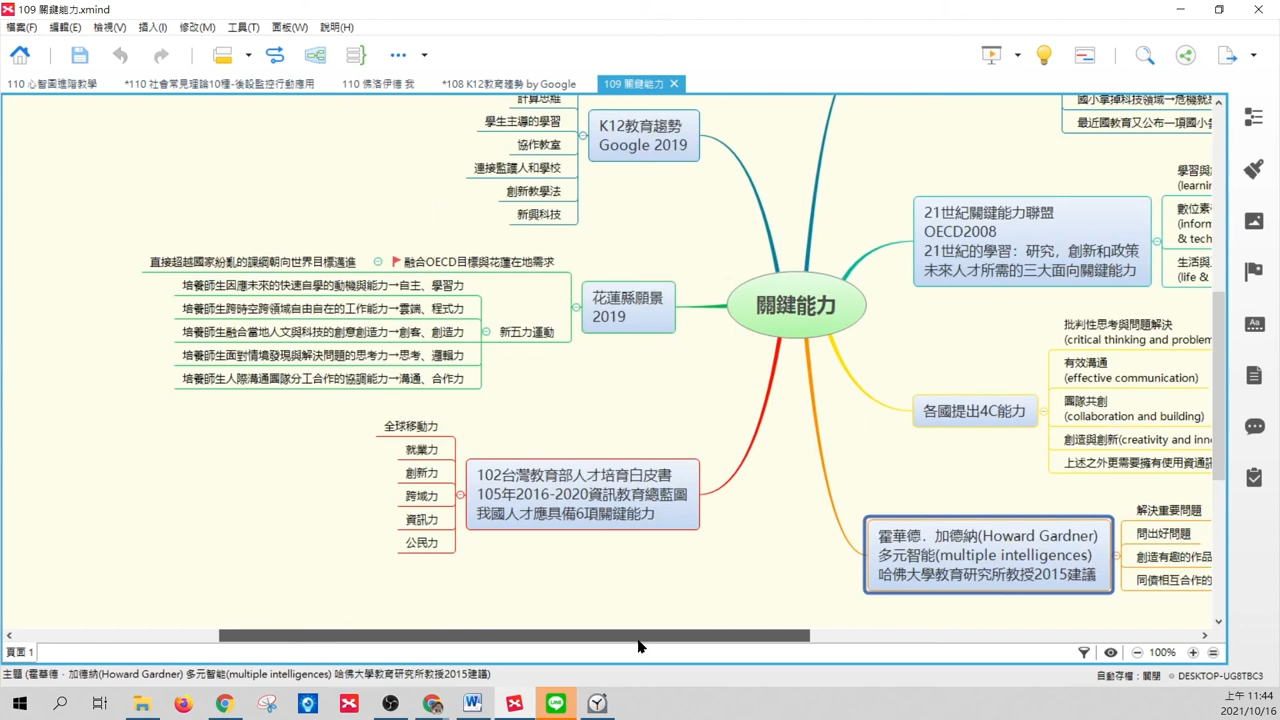 109 關鍵能力.xmind
檔案(F) 編輯(E) 檢視(V) 插入(I) 修改(M) 工具(T) 面板(W) 說明(H)
110 心智圖進階教學 *110 社會常見理論10種-後設監控行動應用 110 佛洛伊德 我 *108 K12教育趨勢 by Google 109 關鍵能力
計算思維
學生主導的學習
協作教室
連接監護人和學校
創新教學法
新興科技
K12教育趨勢
Google 2019
國小掌掉科技領域→危機就
最近國教育又公布一項國小
21世紀關鍵能力聯盟
OECD2008
21世紀的學習：研究，創新和政策
未來人才所需的三大面向關鍵能力
學習與
(learnin
數位素
(inform
& tech
生活與
(life &
直接超越國家紛亂的課綱朝向世界目標邁進
融合OECD目標與花蓮在地需求
培養師生因應未來的快速自學的動機與能力→自主、學習力
培養師生跨時空跨領域自由自在的工作能力→雲端、程式力
培養師生融合當地人文與科技的創意創造力→創客、創造力
培養師生面對情境發現與解決問題的思考力→思考、邏輯力
培養師生人際溝通團隊分工合作的協調能力→溝通、合作力
新五力運動
花蓮縣願景
2019
關鍵能力
批判性思考與問題解決
(critical thinking and problem
有效溝通
(effective communication)
團隊共創
(collaboration and building)
創造與創新(creativity and inn
上述之外更需要擁有使用資通訊
各國提出4C能力
全球移動力
就業力
創新力
跨域力
資訊力
公民力
102台灣教育部人才培育白皮書
105年2016-2020資訊教育總藍圖
我國人才應具備6項關鍵能力
霍華德．加德納(Howard Gardner)
多元智能(multiple intelligences)
哈佛大學教育研究所教授2015建議
解決重要問題
問出好問題
創造有趣的作品
同儕相互合作的
頁面 1
100%
主題 (霍華德．加德納(Howard Gardner) 多元智能(multiple intelligences) 哈佛大學教育研究所教授2015建議)
自動存檔：關閉 DESKTOP-UG8TBC3
上午 11:44
2021/10/16